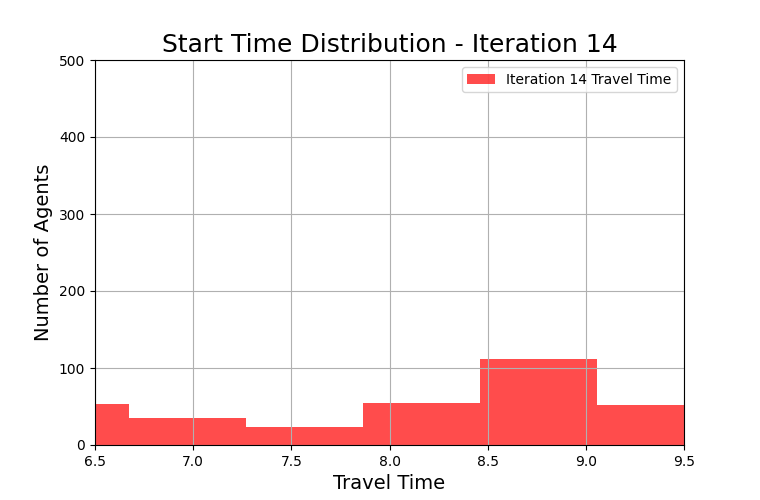 Start Time Distribution - Iteration 14
Iteration 14 Travel Time
Number of Agents
500
400
300
200
100
0
6.5 7.0 7.5 8.0 8.5 9.0 9.5
Travel Time